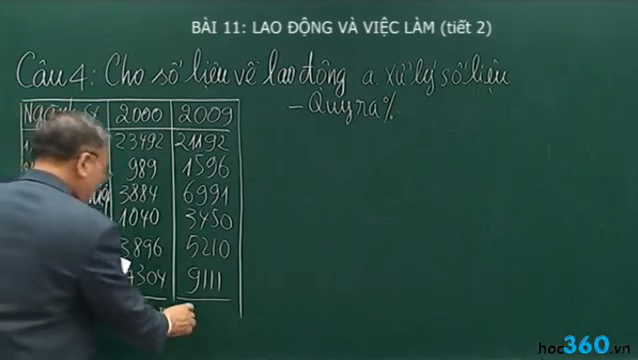 BÀI 11: LAO ĐỘNG VÀ VIỆC LÀM (tiết 2)
Câu 4: Cho số liệu về lao động a. xử lý số liệu
- Quy ra %
2000 2009
23492 21192
989 1596
3884 6991
1040 3450
3896 5210
4304 9111
hoc360.vn